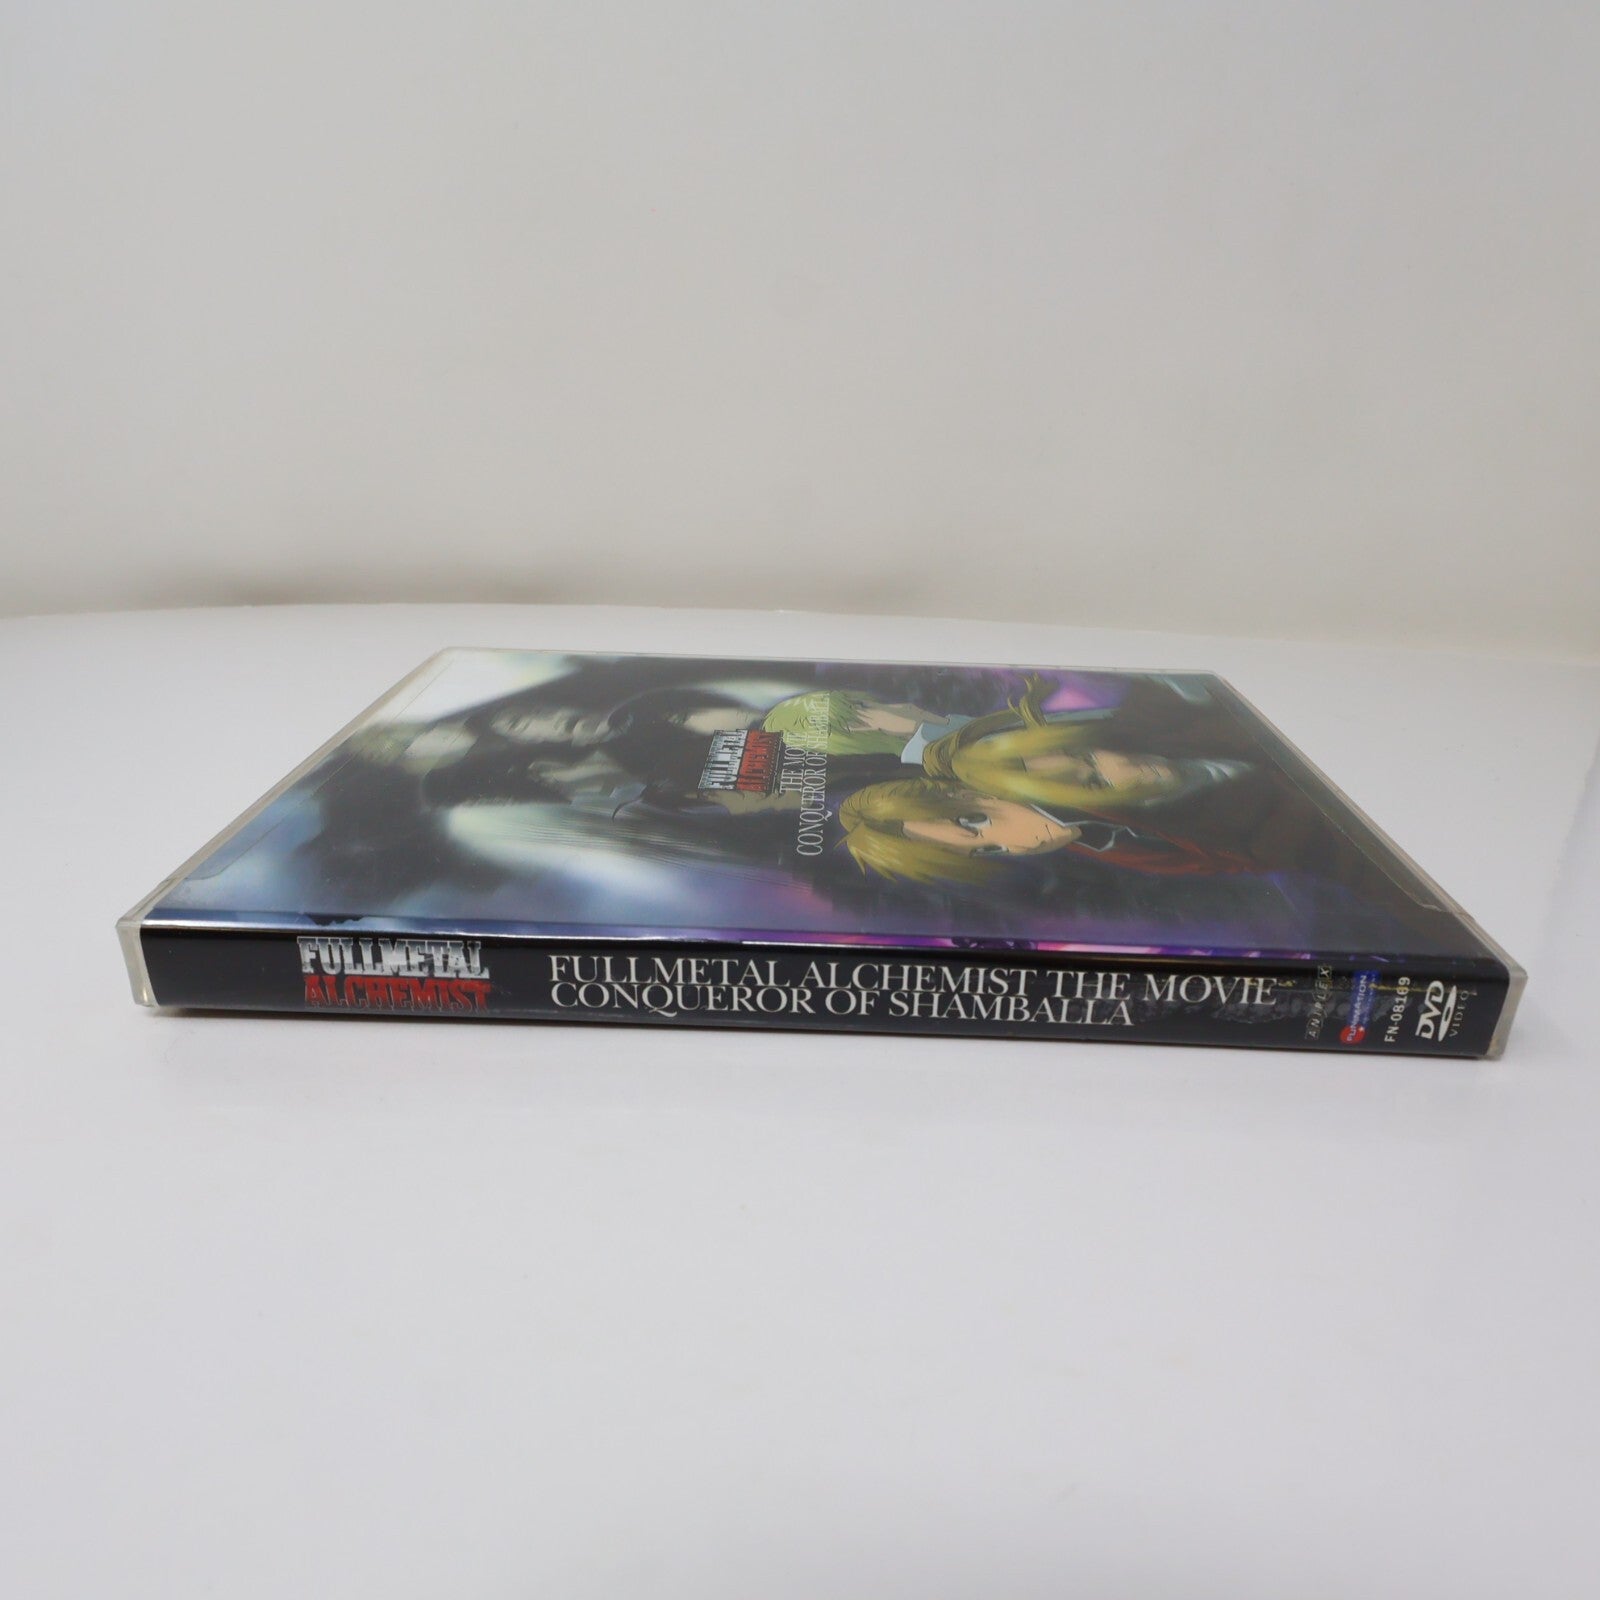 FULLMETAL
ALCHEMIST
THE MOVIE
CONQUEROR OF SHAMBALLA
FULLMETAL
ALCHEMIST
FULLMETAL ALCHEMIST THE MOVIE
CONQUEROR OF SHAMBALLA
ANIPLEX
FUNIMATION
FN-08169
DVD
VIDEO